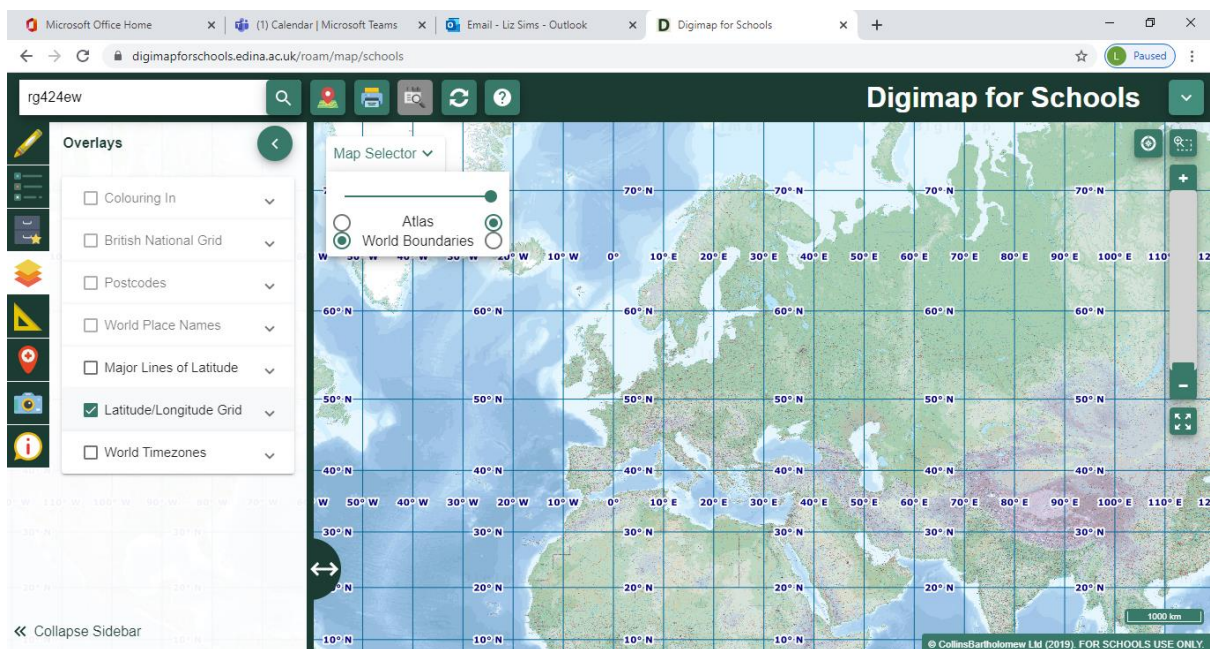 Microsoft Office Home
(1) Calendar | Microsoft Teams
Email - Liz Sims - Outlook
Digimap for Schools
digimapforschools.edina.ac.uk/roam/map/schools
L Paused
rg424ew
Digimap for Schools
Overlays
Colouring In
British National Grid
Postcodes
World Place Names
Major Lines of Latitude
Latitude/Longitude Grid
World Timezones
Collapse Sidebar
Map Selector
Atlas
World Boundaries
70° N 70° N 70° N 70° N
W 50° W 40° W 30° W 20° W 10° W 0° 10° E 20° E 30° E 40° E 50° E 60° E 70° E 80° E 90° E 100° E 110° 12
60° N 60° N 60° N 60° N 60° N 60° N
50° N 50° N 50° N 50° N 50° N 50° N
40° N 40° N 40° N 40° N 40° N
W 50° W 40° W 30° W 20° W 10° W 0° 10° E 20° E 30° E 40° E 50° E 60° E 70° E 80° E 90° E 100° E 110° E 12
30° N 30° N 30° N 30° N 30° N 30° N
° N 20° N 20° N 20° N 20° N 20° N
10° N 10° N 10° N 10° N
1000 km
© CollinsBartholomew Ltd (2019). FOR SCHOOLS USE ONLY.